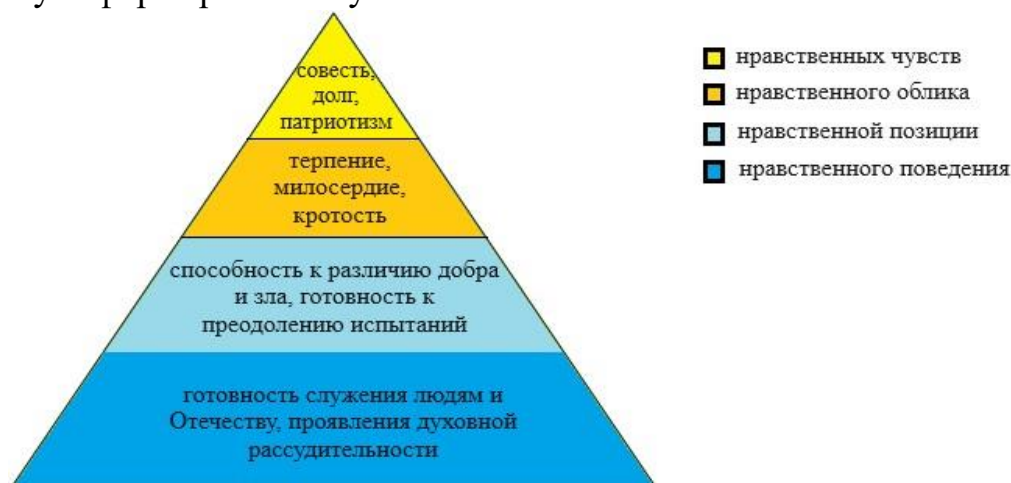 совесть,
долг,
патриотизм
терпение,
милосердие,
кротость
способность к различию добра
и зла, готовность к
преодолению испытаний
готовность служения людям и
Отечеству, проявления духовной
рассудительности
нравственных чувств
нравственного облика
нравственной позиции
нравственного поведения